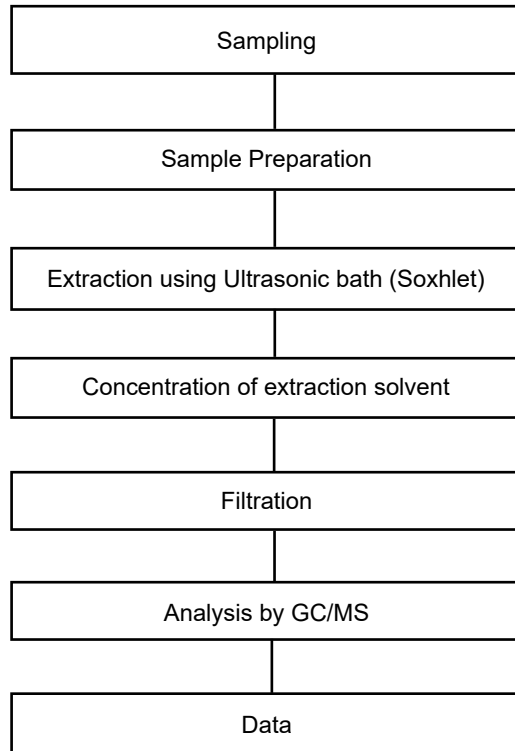 Sampling
Sample Preparation
Extraction using Ultrasonic bath (Soxhlet)
Concentration of extraction solvent
Filtration
Analysis by GC/MS
Data